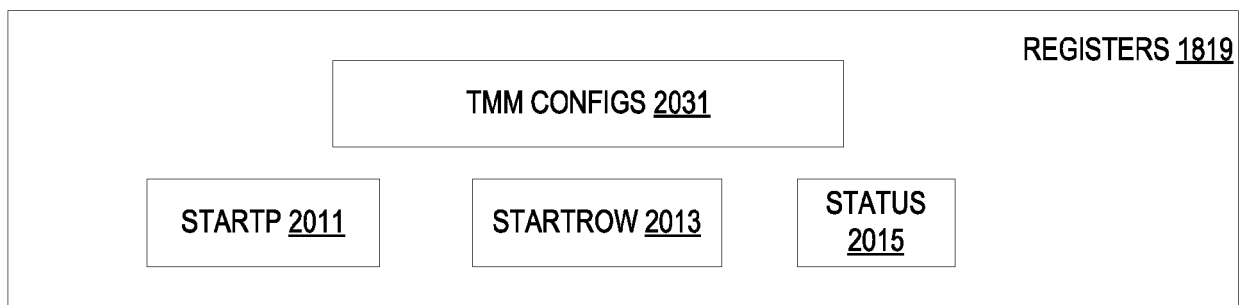 REGISTERS 1819
TMM CONFIGS 2031
STARTP 2011
STARTROW 2013
STATUS
2015